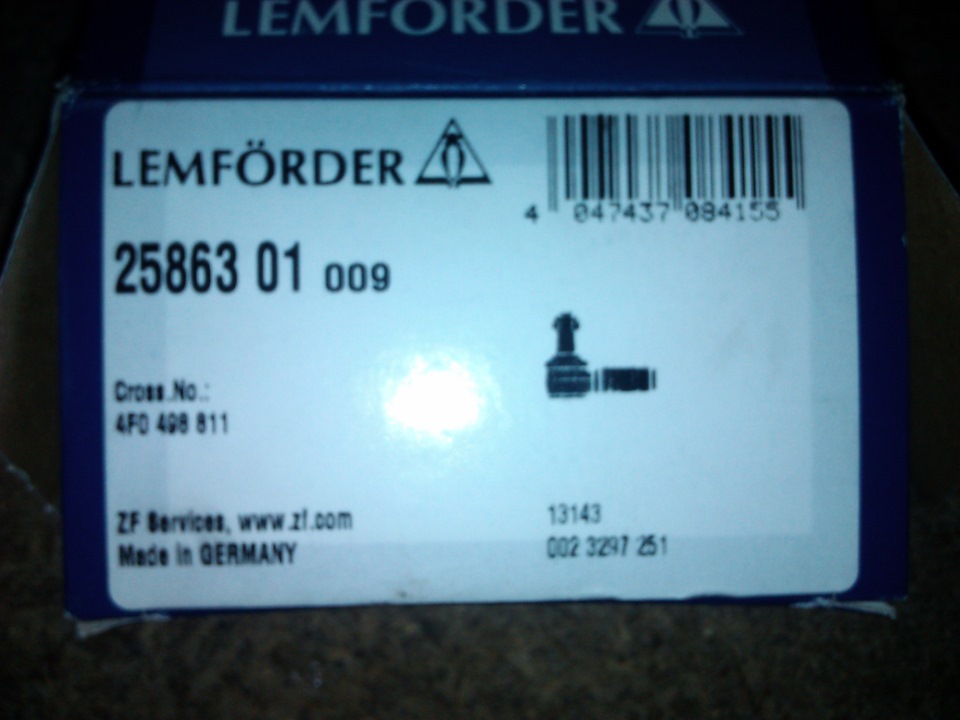 LEMFÖRDER
LEMFÖRDER
4 047437 084155
25863 01 009
Cross.No.:
4F0 498 811
ZF Services, www.zf.com
Made in GERMANY
13143
002 3297 251